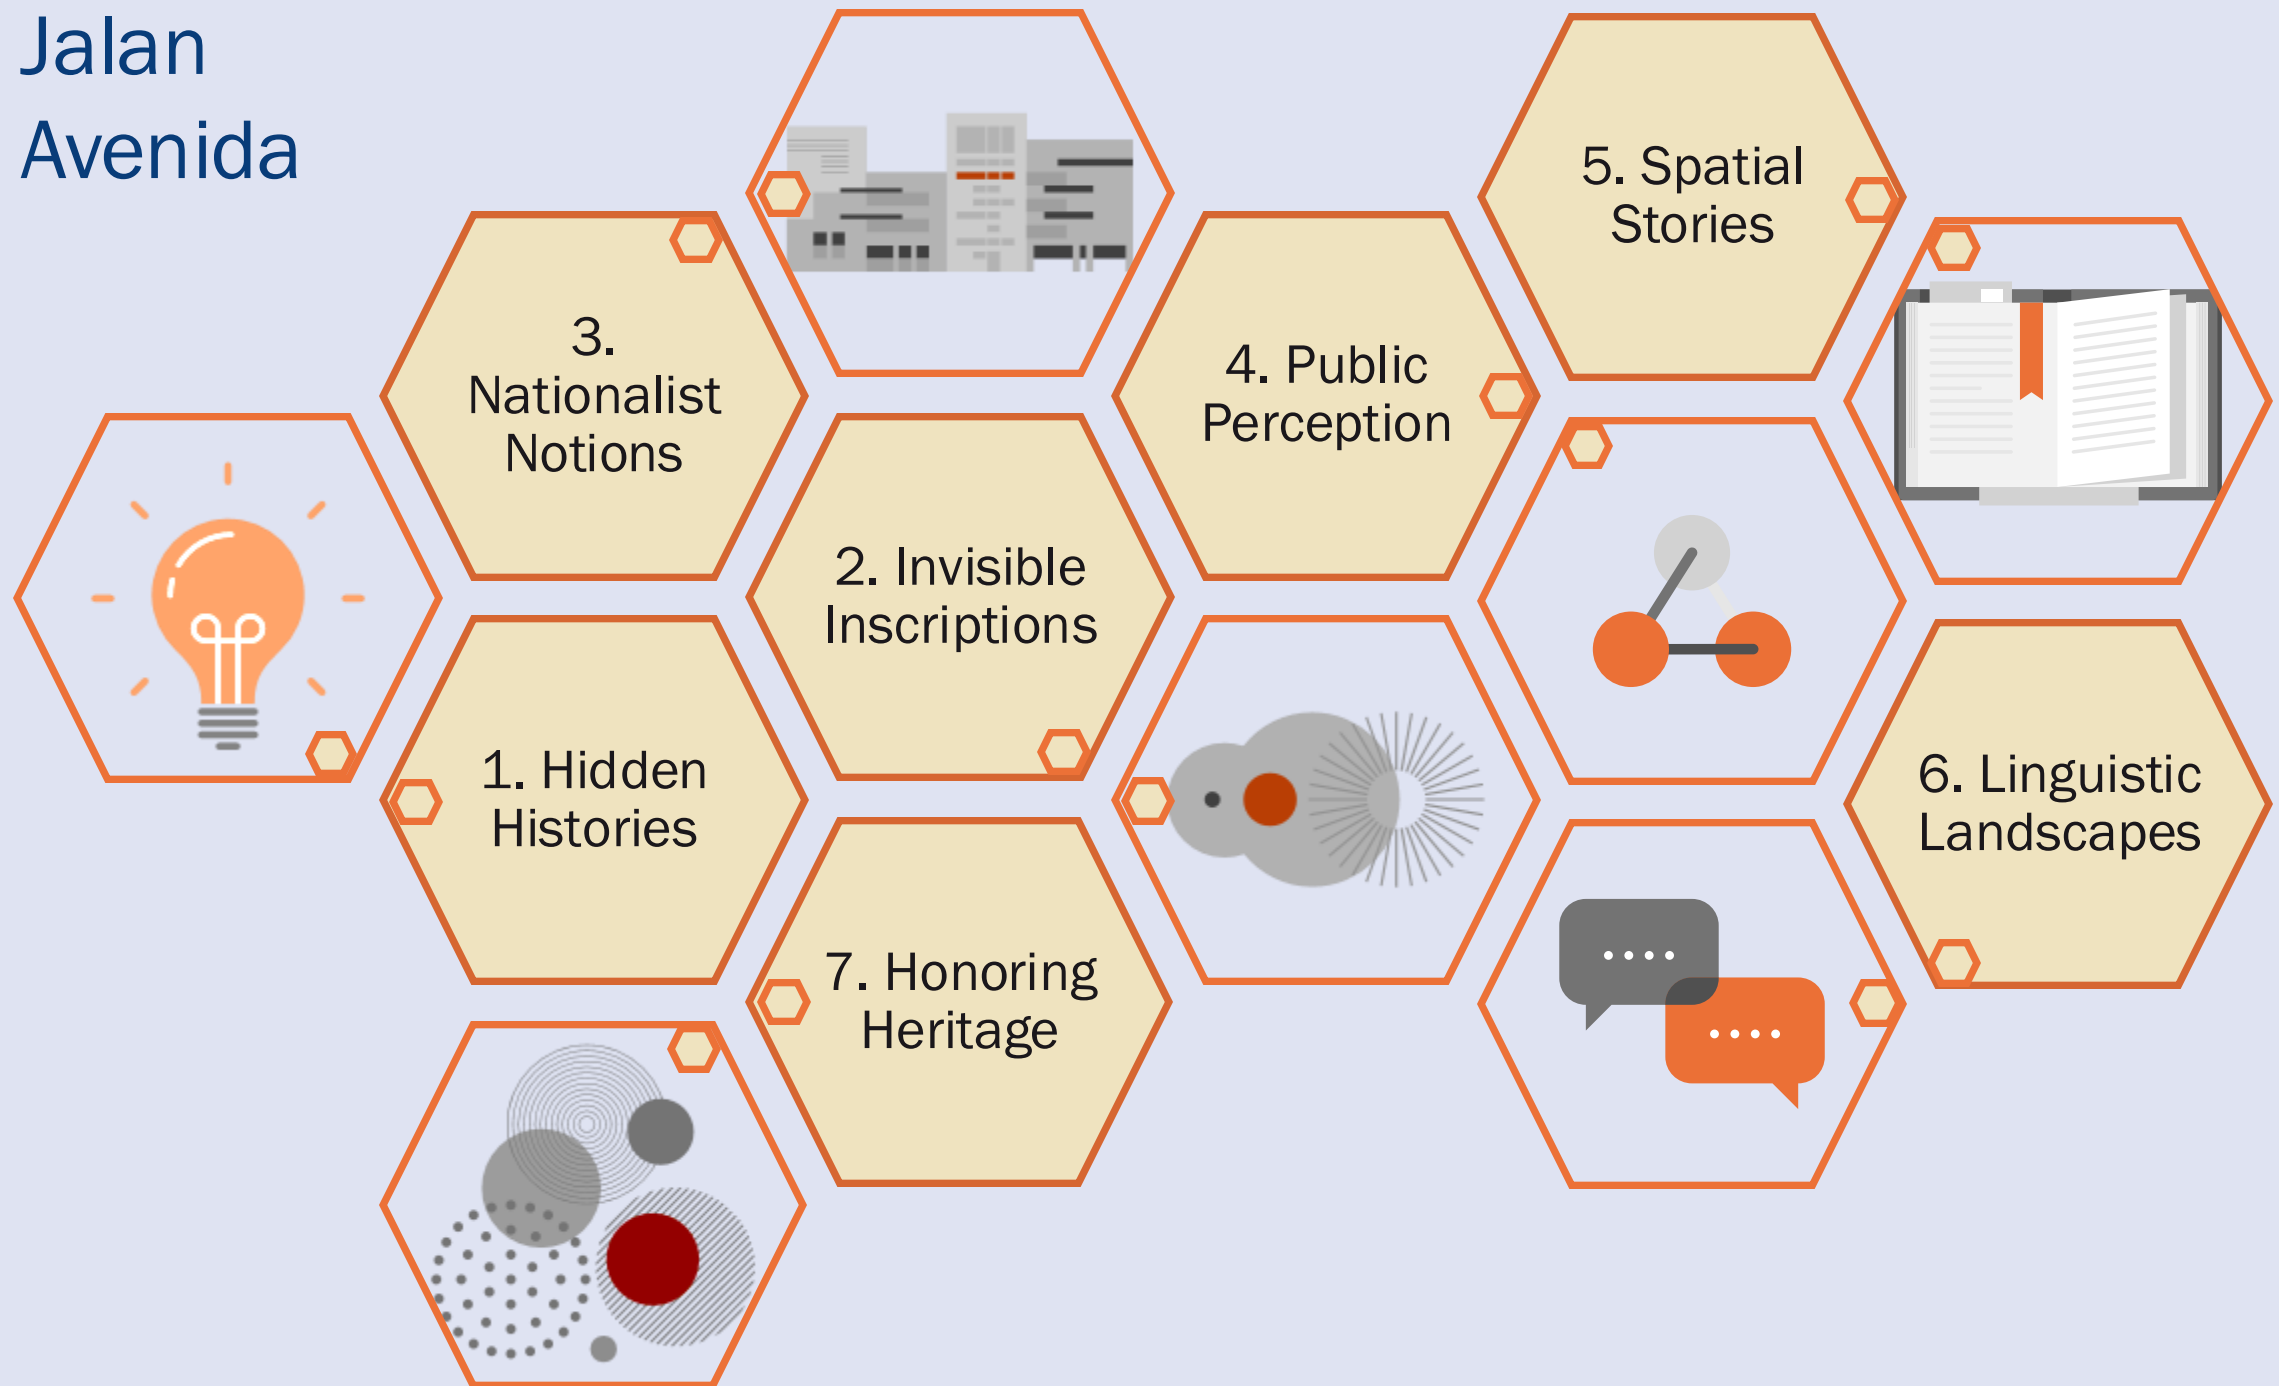 Jalan
Avenida
5. Spatial
Stories
3.
Nationalist
Notions
4. Public
Perception
2. Invisible
Inscriptions
1. Hidden
Histories
6. Linguistic
Landscapes
7. Honoring
Heritage